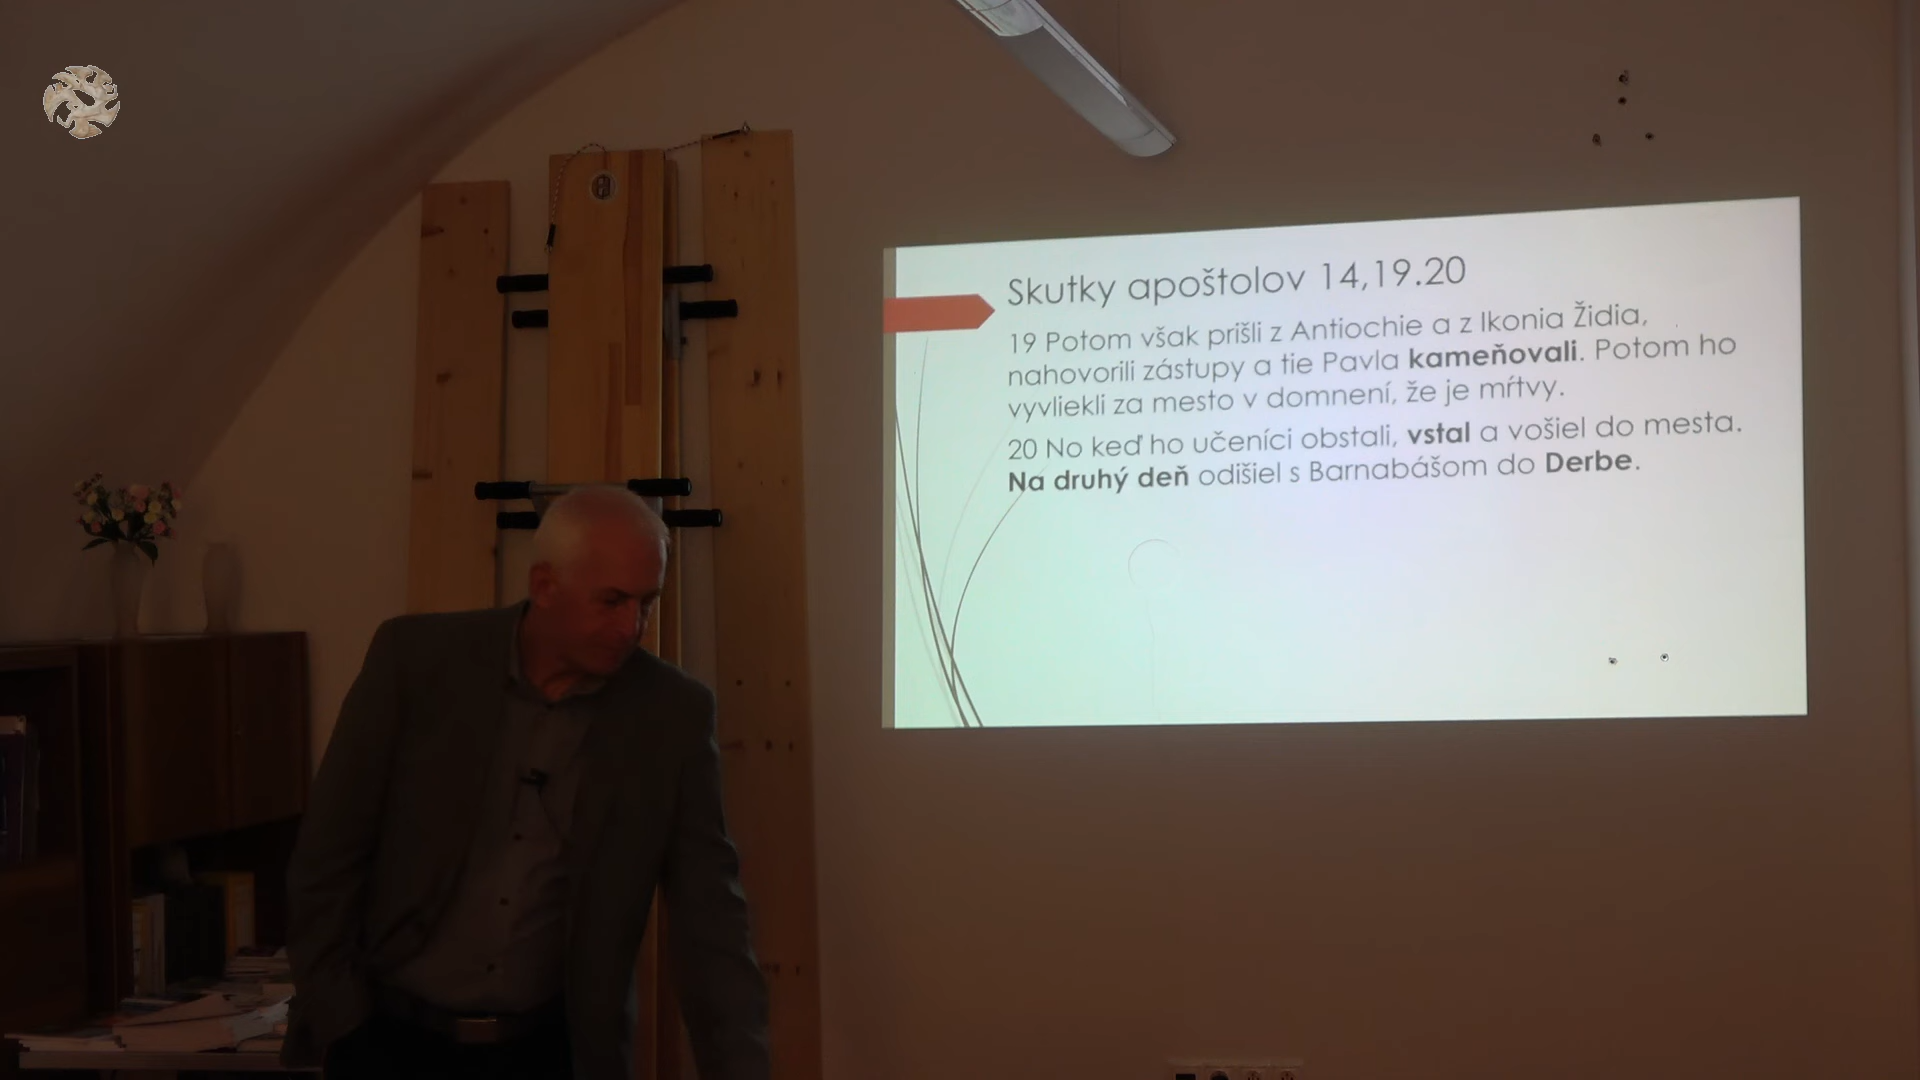 Skutky apoštolov 14,19.20
19 Potom však prišli z Antiochie a z Ikonia Židia,
nahovorili zástupy a tie Pavla kameňovali. Potom ho
vyvliekli za mesto v domnení, že je mŕtvy.
20 No keď ho učeníci obstali, vstal a vošiel do mesta.
Na druhý deň odišiel s Barnabášom do Derbe.